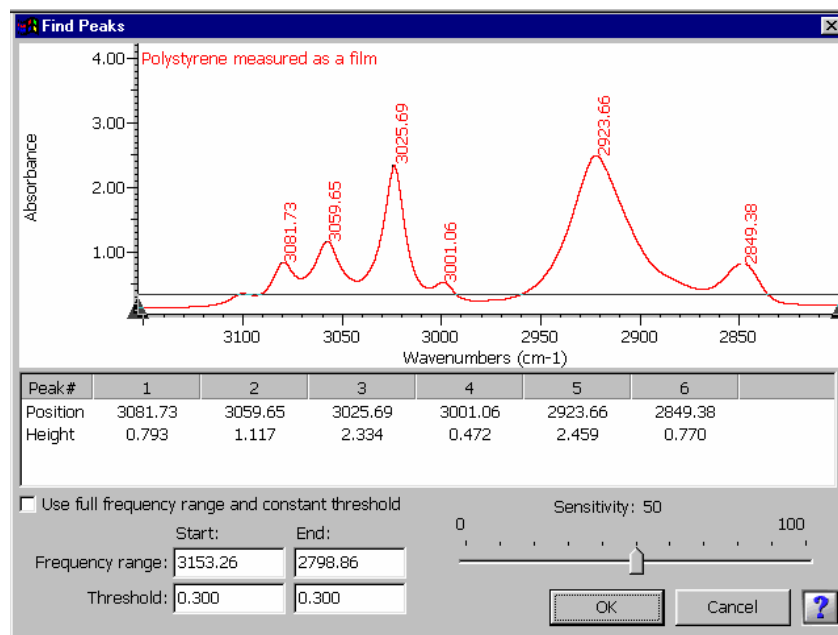 Find Peaks
4.00
Polystyrene measured as a film
3.00
2.00
1.00
Absorbance
3081.73
3059.65
3025.69
3001.06
2923.66
2849.38
3100 3050 3000 2950 2900 2850
Wavenumbers (cm-1)
Peak# 1 2 3 4 5 6
Position 3081.73 3059.65 3025.69 3001.06 2923.66 2849.38
Height 0.793 1.117 2.334 0.472 2.459 0.770
Use full frequency range and constant threshold
Sensitivity: 50
0 100
Start: End:
Frequency range: 3153.26 2798.86
Threshold: 0.300 0.300
OK Cancel ?